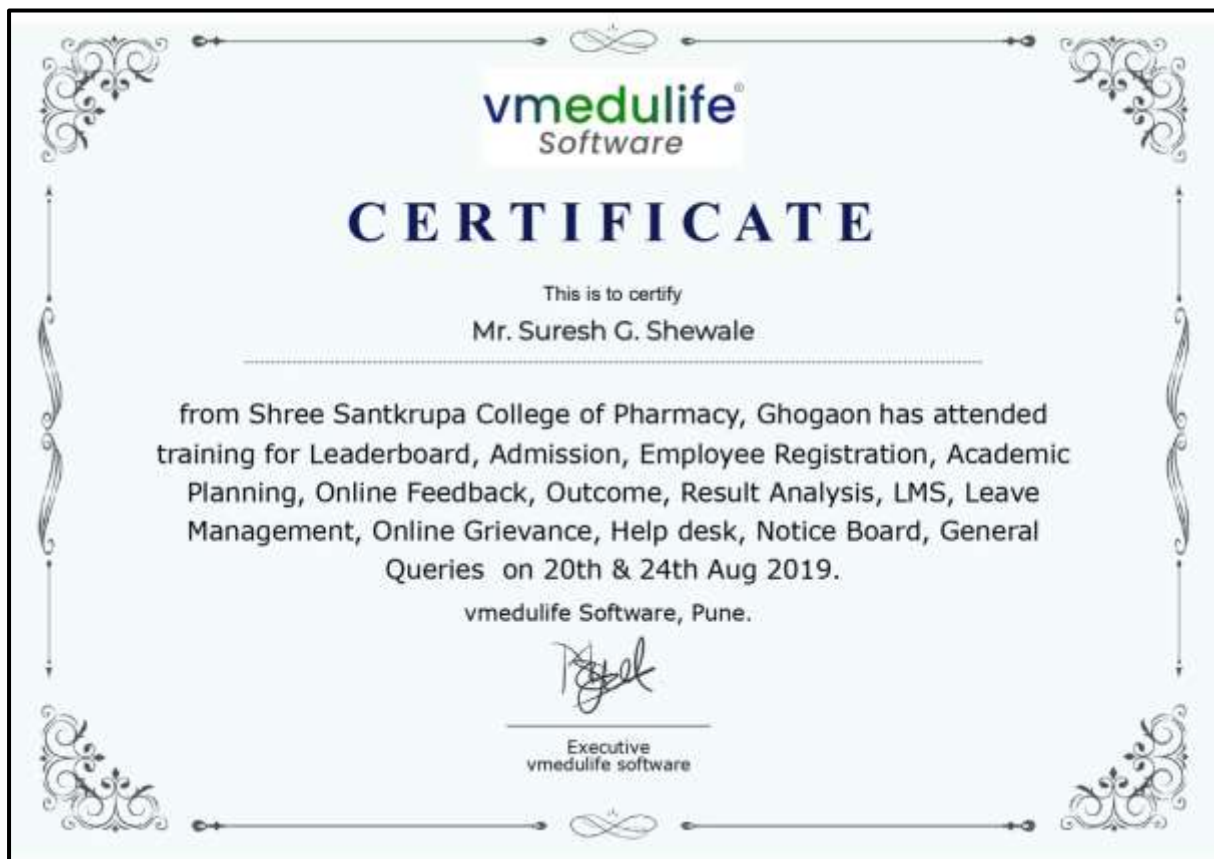 vmedulife®
Software
CERTIFICATE
This is to certify
Mr. Suresh G. Shewale
from Shree Santkrupa College of Pharmacy, Ghogaon has attended
training for Leaderboard, Admission, Employee Registration, Academic
Planning, Online Feedback, Outcome, Result Analysis, LMS, Leave
Management, Online Grievance, Help desk, Notice Board, General
Queries on 20th & 24th Aug 2019.
vmedulife Software, Pune.
Executive
vmedulife software